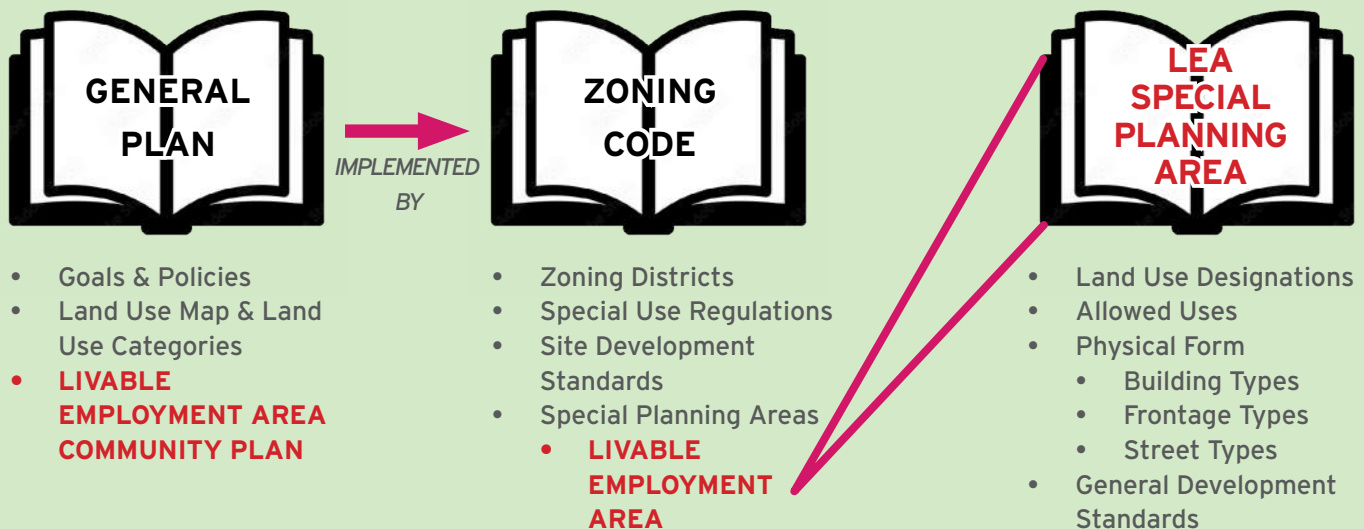 GENERAL
PLAN
IMPLEMENTED
BY
ZONING
CODE
LEA
SPECIAL
PLANNING
AREA
• Goals & Policies
• Land Use Map & Land
Use Categories
• LIVABLE
EMPLOYMENT AREA
COMMUNITY PLAN
• Zoning Districts
• Special Use Regulations
• Site Development
Standards
• Special Planning Areas
• LIVABLE
EMPLOYMENT
AREA
• Land Use Designations
• Allowed Uses
• Physical Form
• Building Types
• Frontage Types
• Street Types
• General Development
Standards